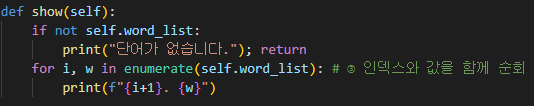 def show(self):
    if not self.word_list:
        print("단어가 없습니다."); return
    for i, w in enumerate(self.word_list): # ③ 인덱스와 값을 함께 순회
        print(f"{i+1}. {w}")